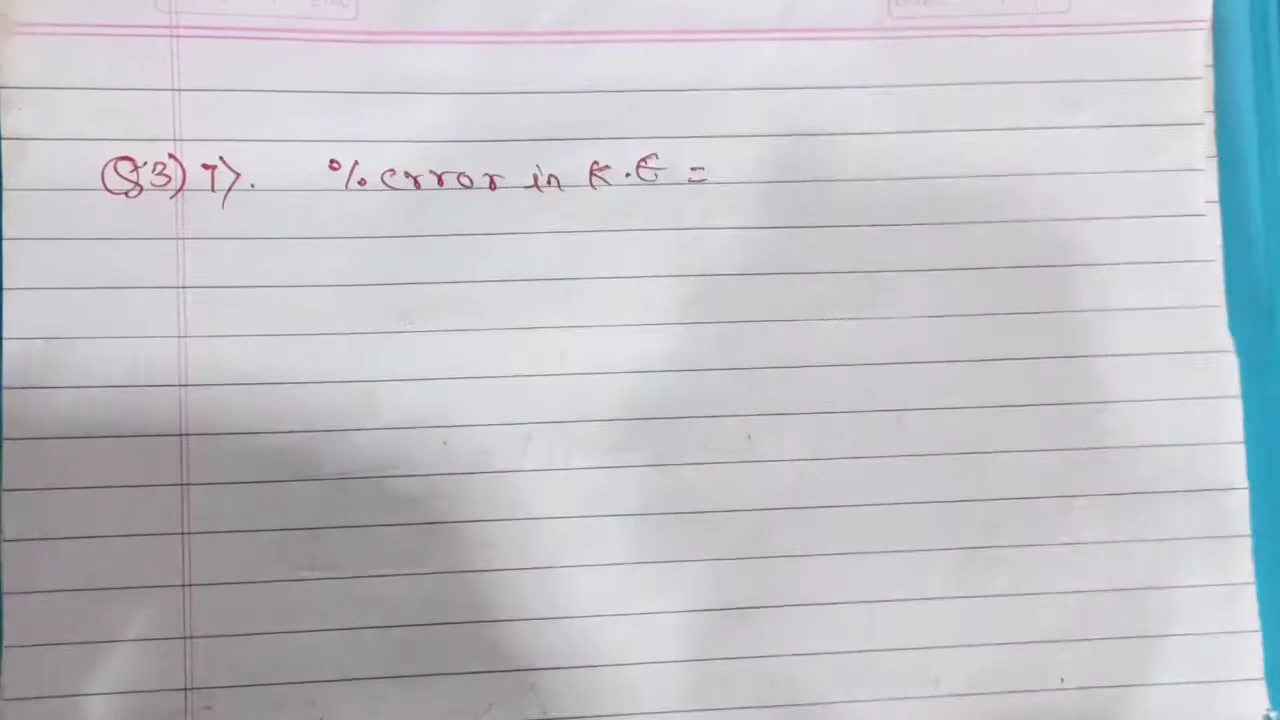 Q3) 7). % error in K.E =